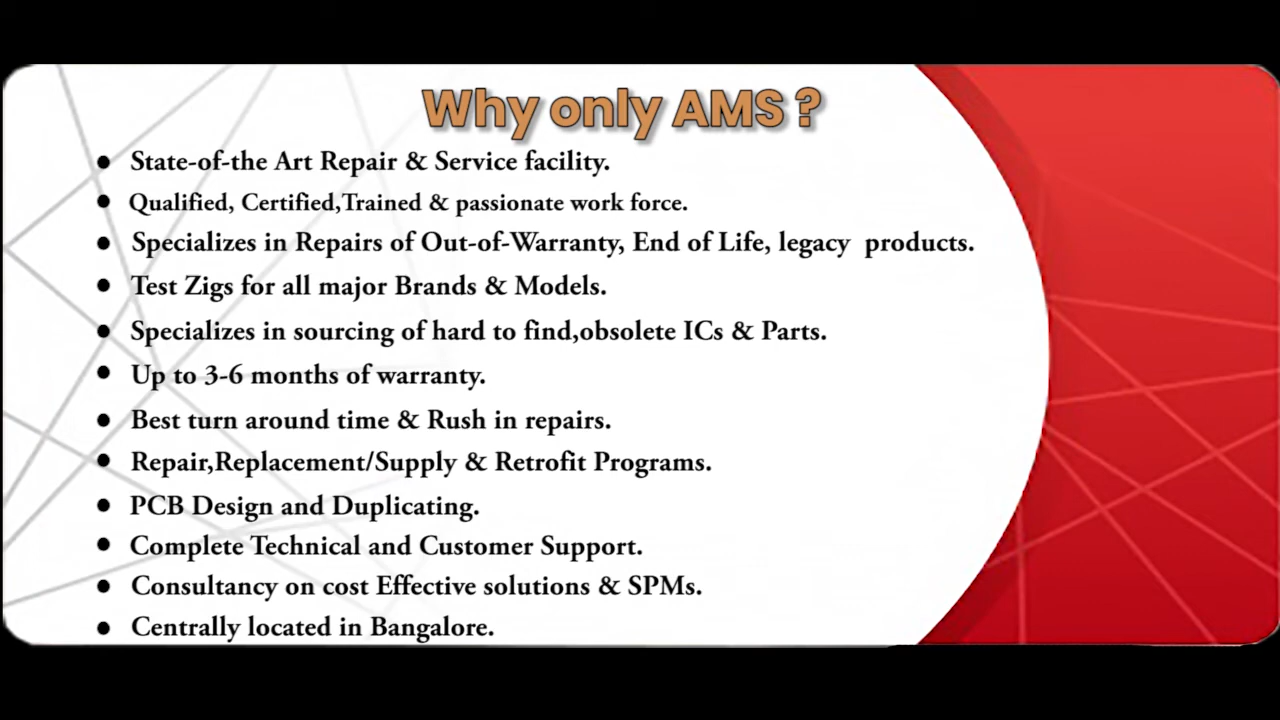 Why only AMS ?
● State-of-the Art Repair & Service facility.
● Qualified, Certified,Trained & passionate work force.
● Specializes in Repairs of Out-of-Warranty, End of Life, legacy  products.
● Test Zigs for all major Brands & Models.
● Specializes in sourcing of hard to find,obsolete ICs & Parts.
● Up to 3-6 months of warranty.
● Best turn around time & Rush in repairs.
● Repair,Replacement/Supply & Retrofit Programs.
● PCB Design and Duplicating.
● Complete Technical and Customer Support.
● Consultancy on cost Effective solutions & SPMs.
● Centrally located in Bangalore.